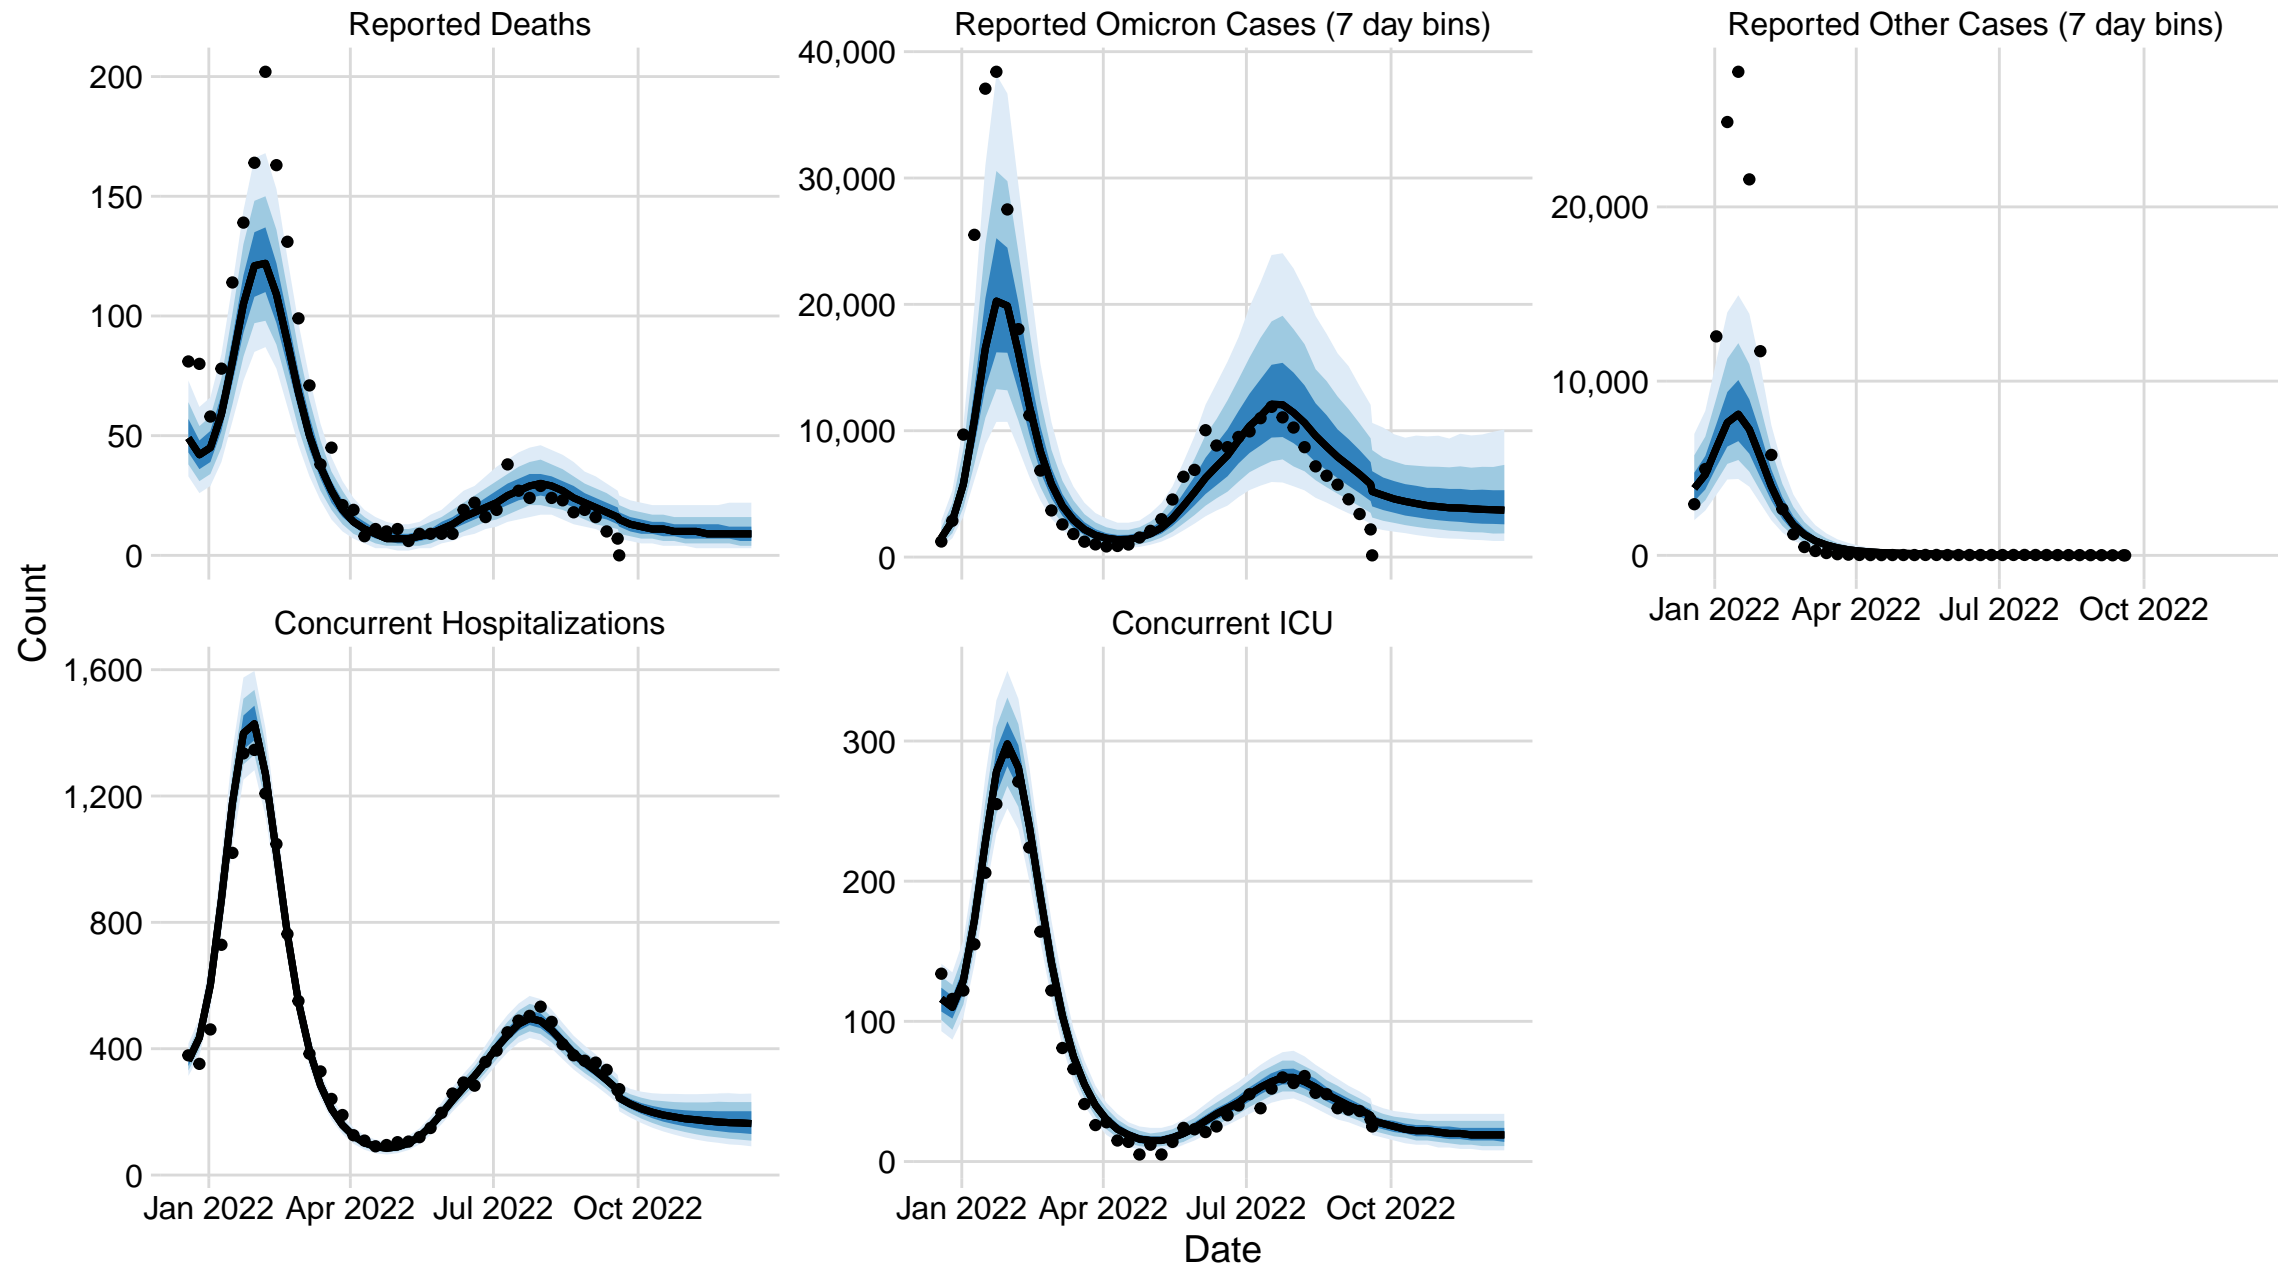 Reported Deaths
200
150
100
50
0
Reported Omicron Cases (7 day bins)
40,000
30,000
20,000
10,000
0
Reported Other Cases (7 day bins)
20,000
10,000
0
Jan 2022 Apr 2022 Jul 2022 Oct 2022
Count
Concurrent Hospitalizations
1,600
1,200
800
400
0
Jan 2022 Apr 2022 Jul 2022 Oct 2022
Concurrent ICU
300
200
100
0
Jan 2022 Apr 2022 Jul 2022 Oct 2022
Date